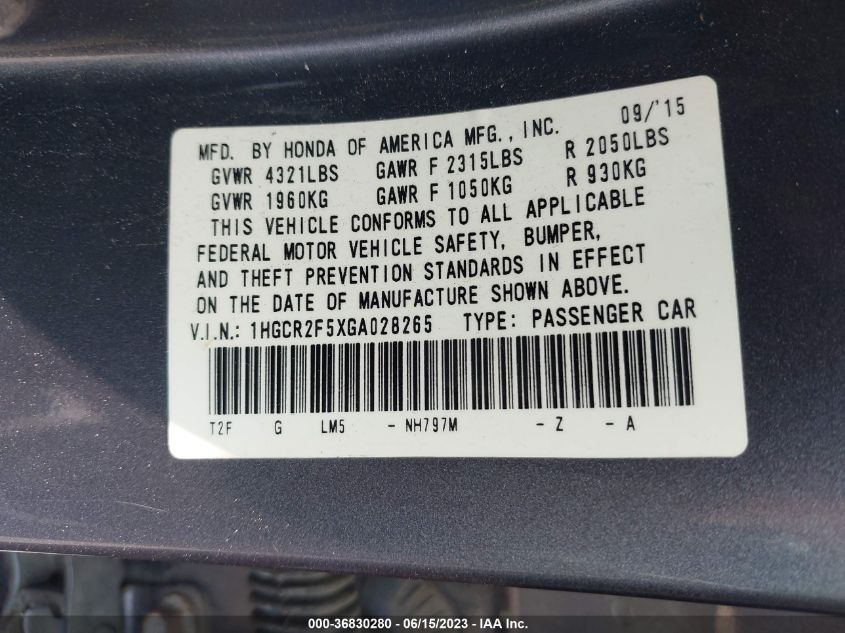 09/'15
MFD. BY HONDA OF AMERICA MFG., INC.
GVWR 4321LBS GAWR F 2315LBS R 2050LBS
GVWR 1960KG GAWR F 1050KG R 930KG
THIS VEHICLE CONFORMS TO ALL APPLICABLE
FEDERAL MOTOR VEHICLE SAFETY, BUMPER,
AND THEFT PREVENTION STANDARDS IN EFFECT
ON THE DATE OF MANUFACTURE SHOWN ABOVE.
V.I.N.: 1HGCR2F5XGA028265 TYPE: PASSENGER CAR
T2F G LM5 - NH797M - Z - A
000-36830280 - 06/15/2023 - © IAA, Inc.